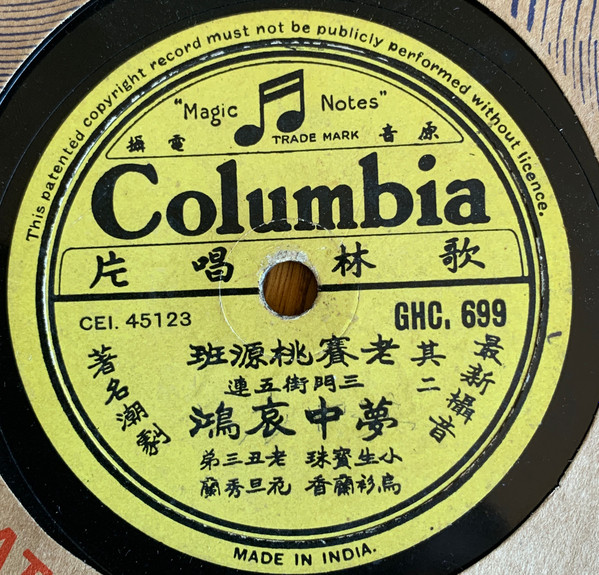 This patented copyright record must not be publicly performed without licence.
"Magic Notes"
原音電攝
TRADE MARK
Columbia
歌林唱片
CEI. 45123
GHC. 699
最新攝音
其二
老賽桃源班
三門街五連
夢中哀鴻
小生寶珠 老丑三弟
烏衫蘭香 花旦秀蘭
著名潮劇
MADE IN INDIA.